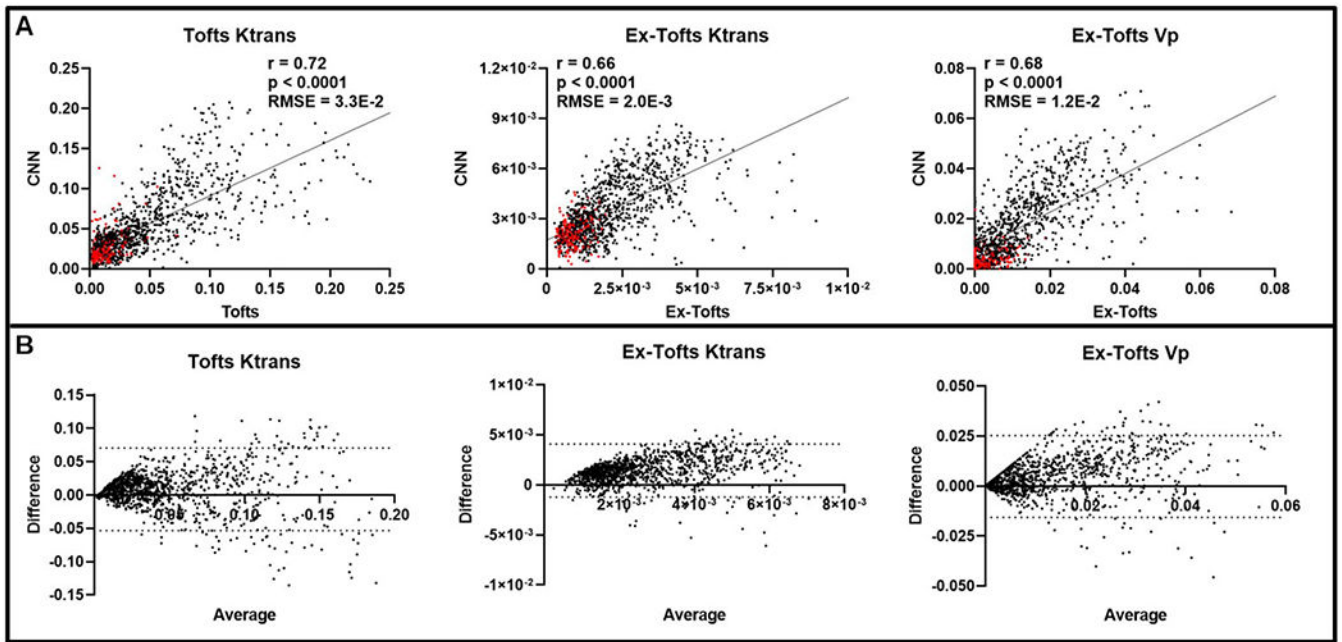 A
Tofts Ktrans
r = 0.72
p < 0.0001
RMSE = 3.3E-2
CNN
0.25
0.20
0.15
0.10
0.05
0.00
0.00 0.05 0.10 0.15 0.20 0.25
Tofts
Ex-Tofts Ktrans
r = 0.66
p < 0.0001
RMSE = 2.0E-3
CNN
1.2×10⁻²
9×10⁻³
6×10⁻³
3×10⁻³
0
0 2.5×10⁻³ 5×10⁻³ 7.5×10⁻³ 1×10⁻²
Ex-Tofts
Ex-Tofts Vp
r = 0.68
p < 0.0001
RMSE = 1.2E-2
CNN
0.08
0.06
0.04
0.02
0.00
0.00 0.02 0.04 0.06 0.08
Ex-Tofts
B
Tofts Ktrans
Difference
0.15
0.10
0.05
0.00
-0.05
-0.10
-0.15
0.05 0.10 0.15 0.20
Average
Ex-Tofts Ktrans
Difference
1×10⁻²
5×10⁻³
0
-5×10⁻³
-1×10⁻²
2×10⁻³ 4×10⁻³ 6×10⁻³ 8×10⁻³
Average
Ex-Tofts Vp
Difference
0.050
0.025
0.000
-0.025
-0.050
0.02 0.04 0.06
Average